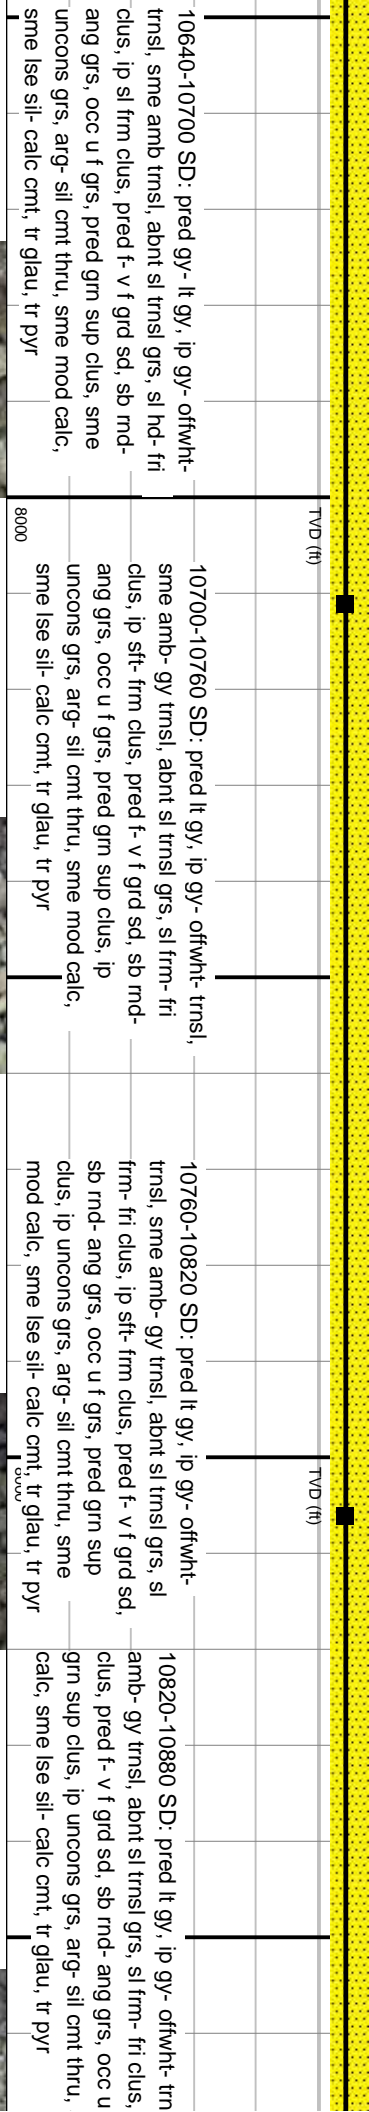 10640-10700 SD: pred gy- lt gy, ip gy- offwht-
trnsl, sme amb trnsl, abnt sl trnsl grs, sl hd- fri
clus, ip sl frm clus, pred f- v f grd sd, sb rnd-
ang grs, occ u f grs, pred grn sup clus, sme
uncons grs, arg- sil cmt thru, sme mod calc,
sme lse sil- calc cmt, tr glau, tr pyr
TVD (ft)
8000
10700-10760 SD: pred lt gy, ip gy- offwht- trnsl,
sme amb- gy trnsl, abnt sl trnsl grs, sl frm- fri
clus, ip sft- frm clus, pred f- v f grd sd, sb rnd-
ang grs, occ u f grs, pred grn sup clus, ip
uncons grs, arg- sil cmt thru, sme mod calc,
sme lse sil- calc cmt, tr glau, tr pyr
10760-10820 SD: pred lt gy, ip gy- offwht-
trnsl, sme amb- gy trnsl, abnt sl trnsl grs, sl
frm- fri clus, ip sft- frm clus, pred f- v f grd sd,
sb rnd- ang grs, occ u f grs, pred grn sup
clus, ip uncons grs, arg- sil cmt thru, sme
mod calc, sme lse sil- calc cmt, tr glau, tr pyr
TVD (ft)
8000
10820-10880 SD: pred lt gy, ip gy- offwht- trn
amb- gy trnsl, abnt sl trnsl grs, sl frm- fri clus,
clus, pred f- v f grd sd, sb rnd- ang grs, occ u
grn sup clus, ip uncons grs, arg- sil cmt thru,
calc, sme lse sil- calc cmt, tr glau, tr pyr